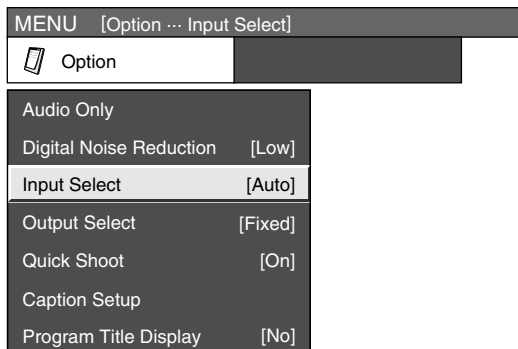 MENU [Option ··· Input Select]
Option
Audio Only
Digital Noise Reduction [Low]
Input Select [Auto]
Output Select [Fixed]
Quick Shoot [On]
Caption Setup
Program Title Display [No]